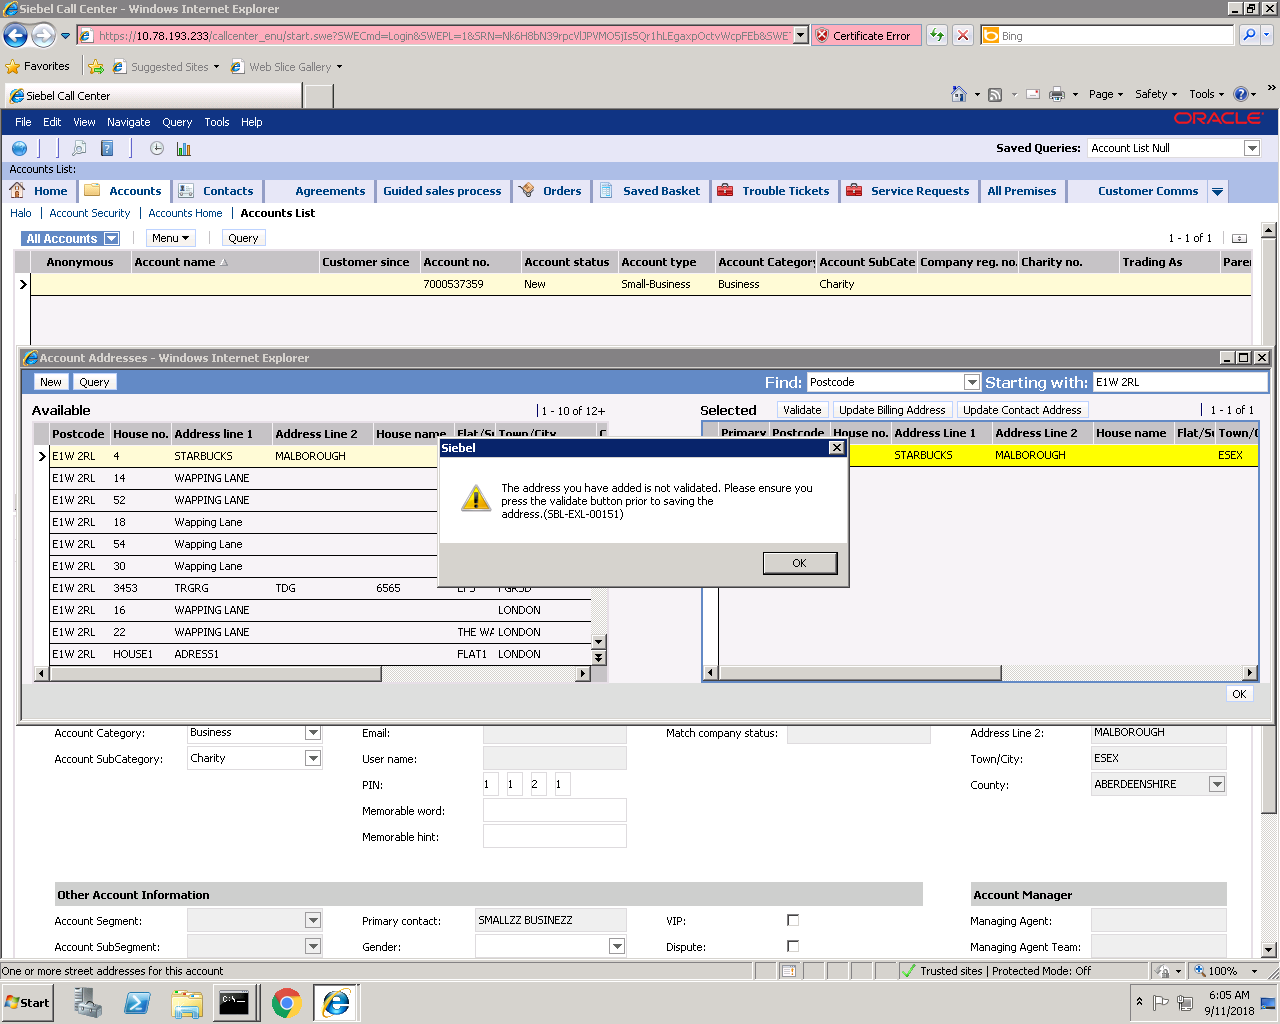 Siebel Call Center - Windows Internet Explorer
https://10.78.193.233/callcenter_enu/start.swe?SWECmd=Login&SWEPL=1&SRN=
Certificate Error
Bing
Favorites Suggested Sites Web Slice Gallery
Siebel Call Center
Page Safety Tools
File Edit View Navigate Query Tools Help
ORACLE
Saved Queries: Account List Null
Accounts List:
Home Accounts Contacts Agreements Guided sales process Orders Saved Basket Trouble Tickets Service Requests All Premises Customer Comms
Halo Account Security Accounts Home Accounts List
All Accounts Menu Query 1 - 1 of 1
Anonymous Account name Customer since Account no. Account status Account type Account Category Account SubCate Company reg. no. Charity no. Trading As Pare
7000537359 New Small-Business Business Charity
Account Addresses - Windows Internet Explorer
New Query Find: Postcode Starting with: E1W 2RL
Available 1 - 10 of 12+
Postcode House no. Address line 1 Address Line 2 House name Flat/Su Town/City C
E1W 2RL 4 STARBUCKS MALBOROUGH
E1W 2RL 14 WAPPING LANE
E1W 2RL 52 WAPPING LANE
E1W 2RL 18 Wapping Lane
E1W 2RL 54 Wapping Lane
E1W 2RL 30 Wapping Lane
E1W 2RL 3453 TRGRG TDG 6565
E1W 2RL 16 WAPPING LANE LONDON
E1W 2RL 22 WAPPING LANE THE WA LONDON
E1W 2RL HOUSE1 ADRESS1 FLAT1 LONDON
Selected Validate Update Billing Address Update Contact Address 1 - 1 of 1
Primary Postcode House no. Address Line 1 Address Line 2 House name Flat/Su Town/C
STARBUCKS MALBOROUGH ESEX
Siebel
The address you have added is not validated. Please ensure you
press the validate button prior to saving the
address.(SBL-EXL-00151)
OK
OK
Account Category: Business Email: Match company status: Address Line 2: MALBOROUGH
Account SubCategory: Charity User name: Town/City: ESEX
PIN: 1 1 2 1 County: ABERDEENSHIRE
Memorable word:
Memorable hint:
Other Account Information Account Manager
Account Segment: Primary contact: SMALLZZ BUSINEZZ VIP: Managing Agent:
Account SubSegment: Gender: Dispute: Managing Agent Team:
One or more street addresses for this account Trusted sites | Protected Mode: Off 100%
Start 6:05 AM
9/11/2018